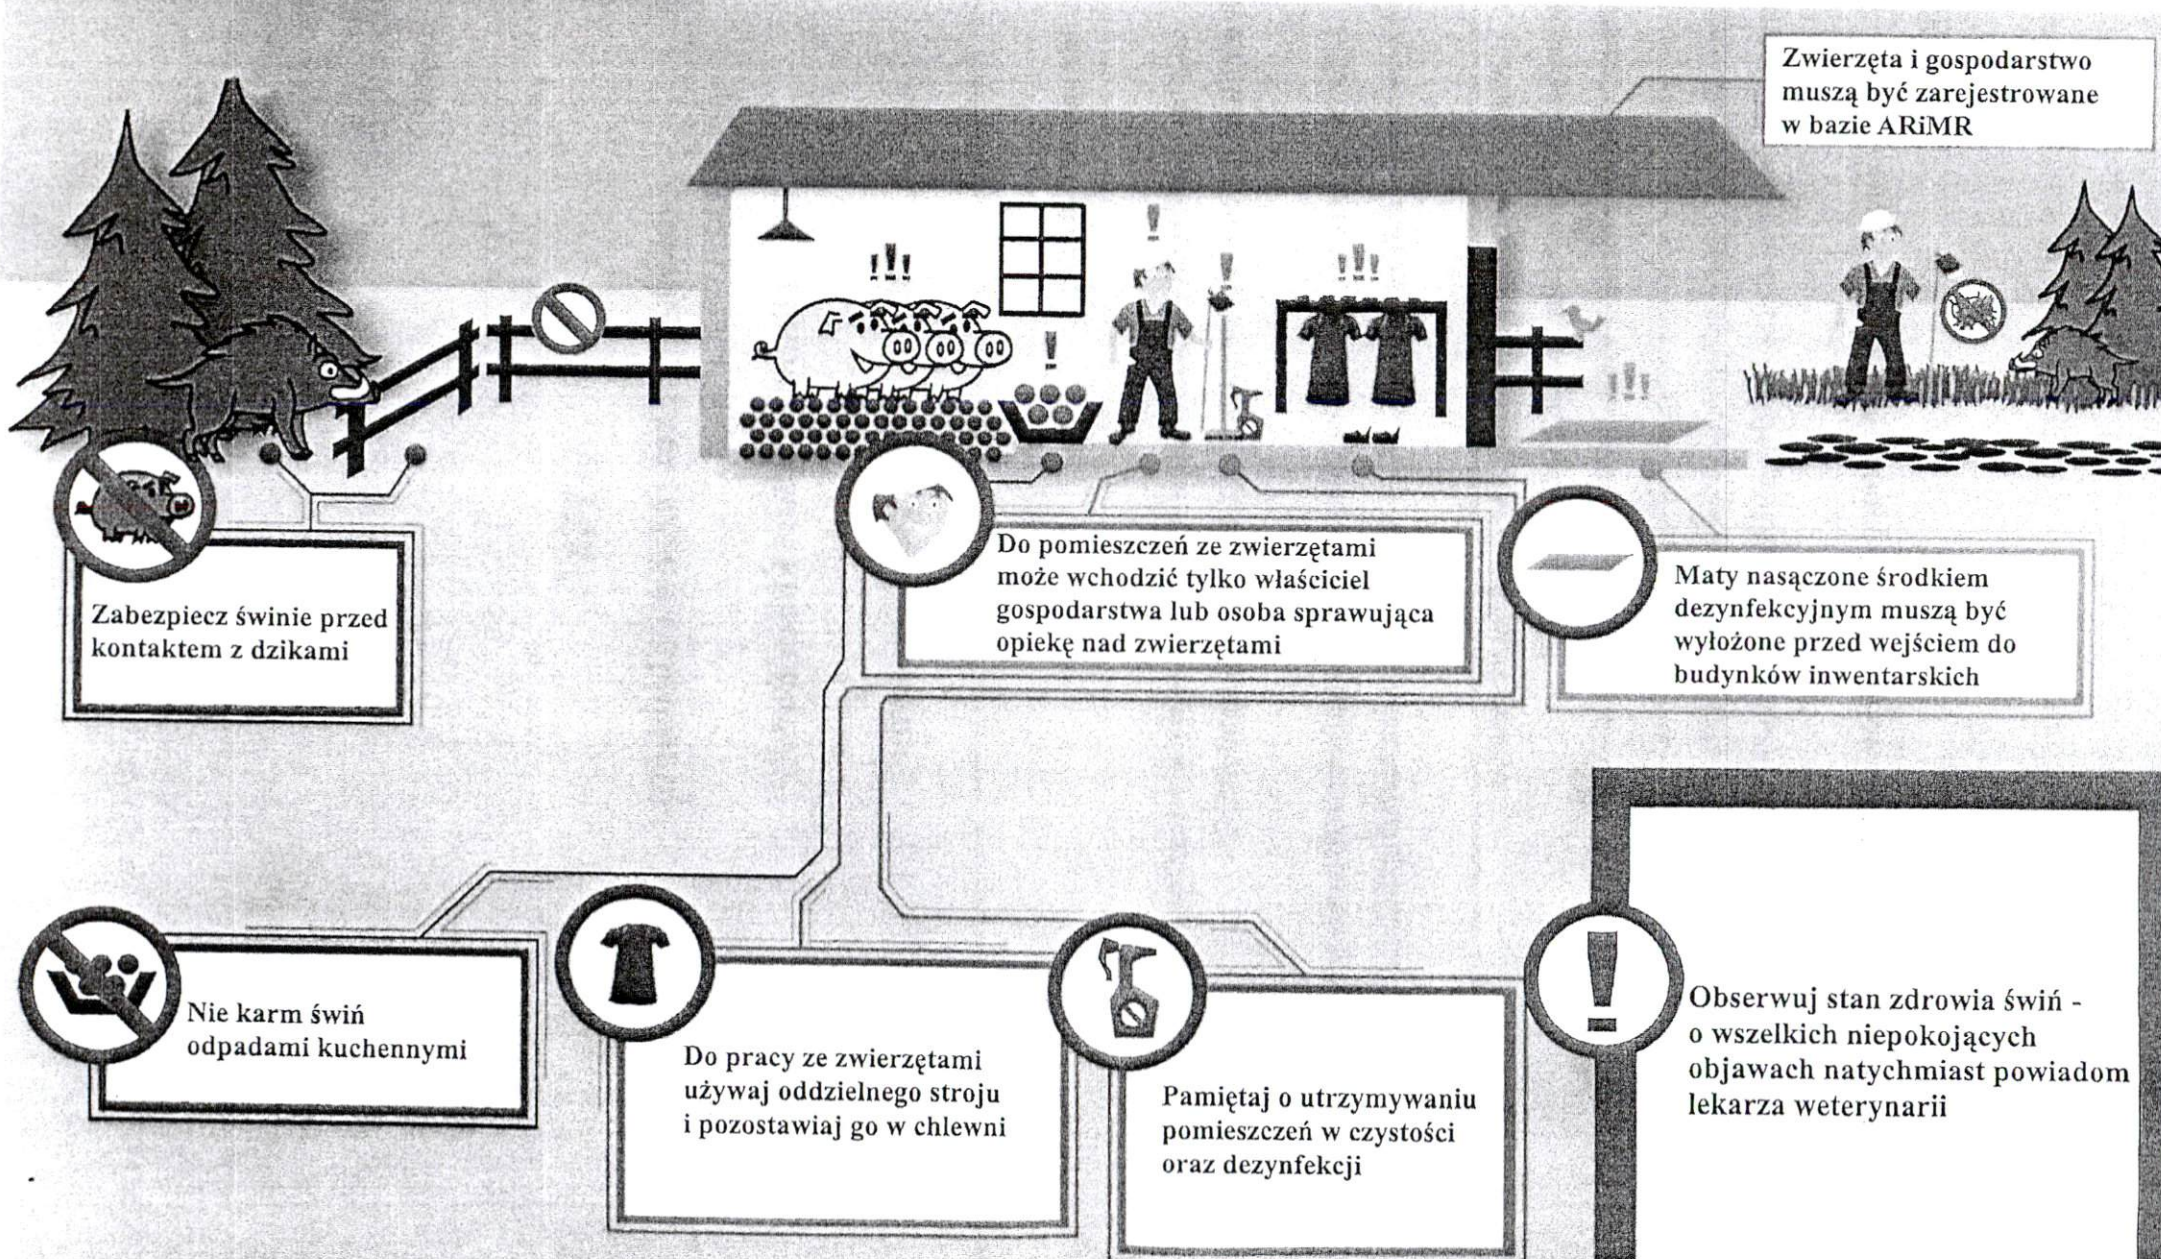 Zwierzęta i gospodarstwo
muszą być zarejestrowane
w bazie ARiMR
Zabezpiecz świnie przed
kontaktem z dzikami
Do pomieszczeń ze zwierzętami
może wchodzić tylko właściciel
gospodarstwa lub osoba sprawująca
opiekę nad zwierzętami
Maty nasączone środkiem
dezynfekcyjnym muszą być
wyłożone przed wejściem do
budynków inwentarskich
Nie karm świń
odpadami kuchennymi
Do pracy ze zwierzętami
używaj oddzielnego stroju
i pozostawiaj go w chlewni
Pamiętaj o utrzymywaniu
pomieszczeń w czystości
oraz dezynfekcji
Obserwuj stan zdrowia świń -
o wszelkich niepokojących
objawach natychmiast powiadom
lekarza weterynarii